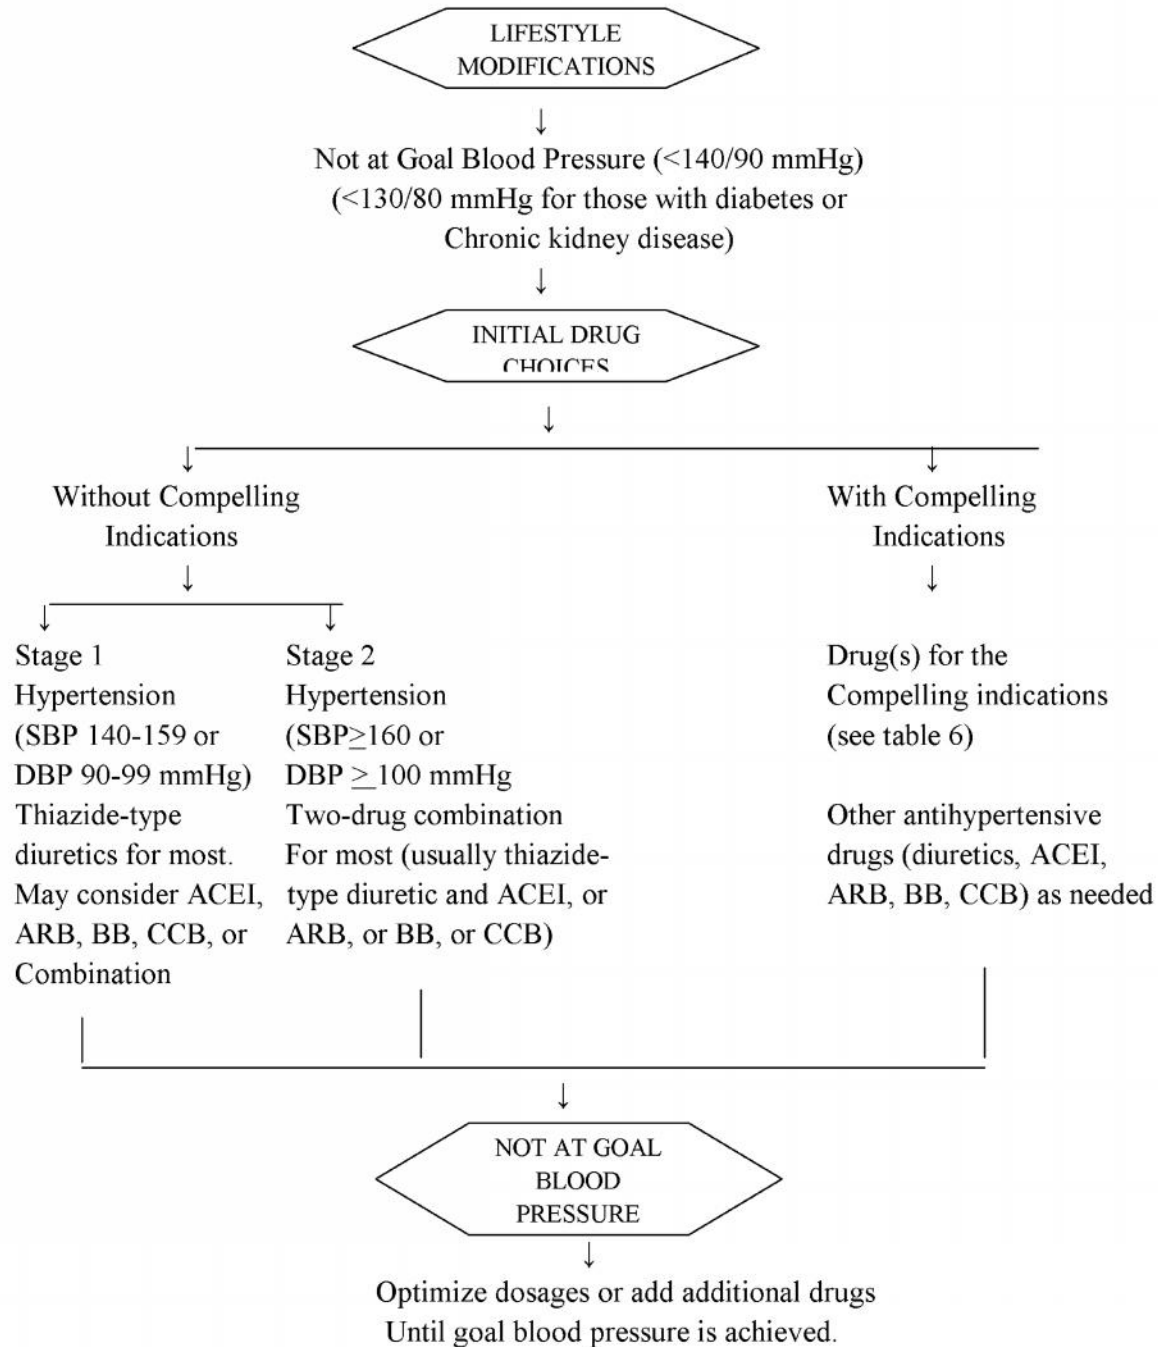 LIFESTYLE
MODIFICATIONS
↓
Not at Goal Blood Pressure (<140/90 mmHg)
(<130/80 mmHg for those with diabetes or
Chronic kidney disease)
↓
INITIAL DRUG
CHOICES
↓
↓
Without Compelling
Indications
↓
↓
With Compelling
Indications
↓
↓
Stage 1
Hypertension
(SBP 140-159 or
DBP 90-99 mmHg)
Thiazide-type
diuretics for most.
May consider ACEI,
ARB, BB, CCB, or
Combination
↓
Stage 2
Hypertension
(SBP≥160 or
DBP ≥ 100 mmHg
Two-drug combination
For most (usually thiazide-
type diuretic and ACEI, or
ARB, or BB, or CCB)
Drug(s) for the
Compelling indications
(see table 6)
Other antihypertensive
drugs (diuretics, ACEI,
ARB, BB, CCB) as needed
↓
NOT AT GOAL
BLOOD
PRESSURE
↓
Optimize dosages or add additional drugs
Until goal blood pressure is achieved.